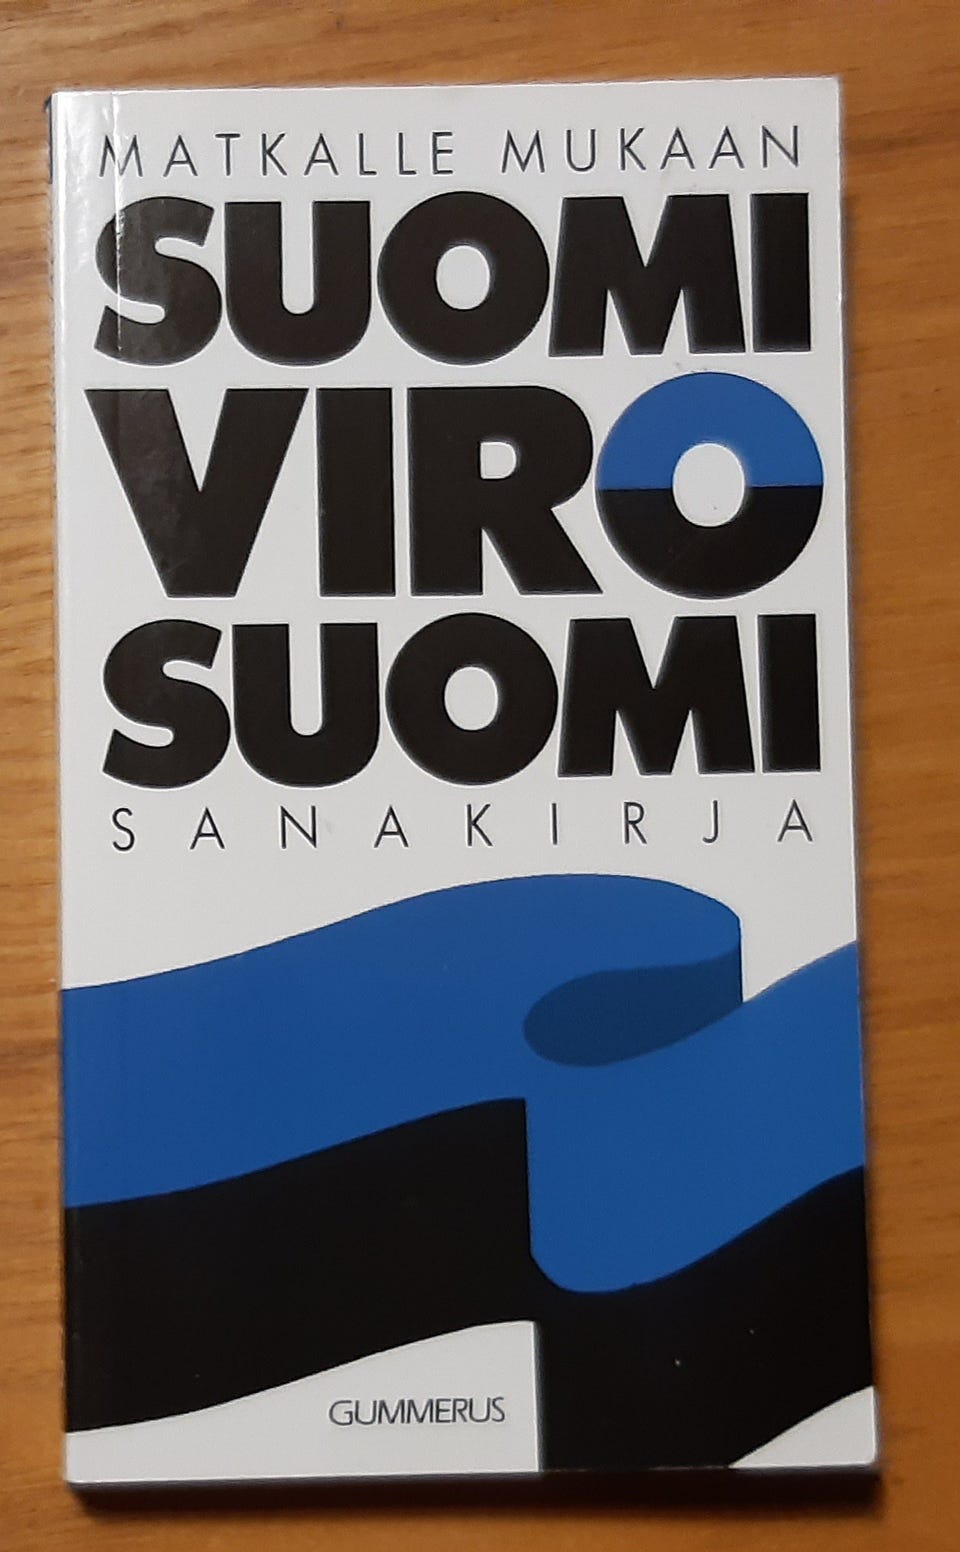 MATKALLE MUKAAN
SUOMI
VIRO
SUOMI
SANAKIRJA
GUMMERUS